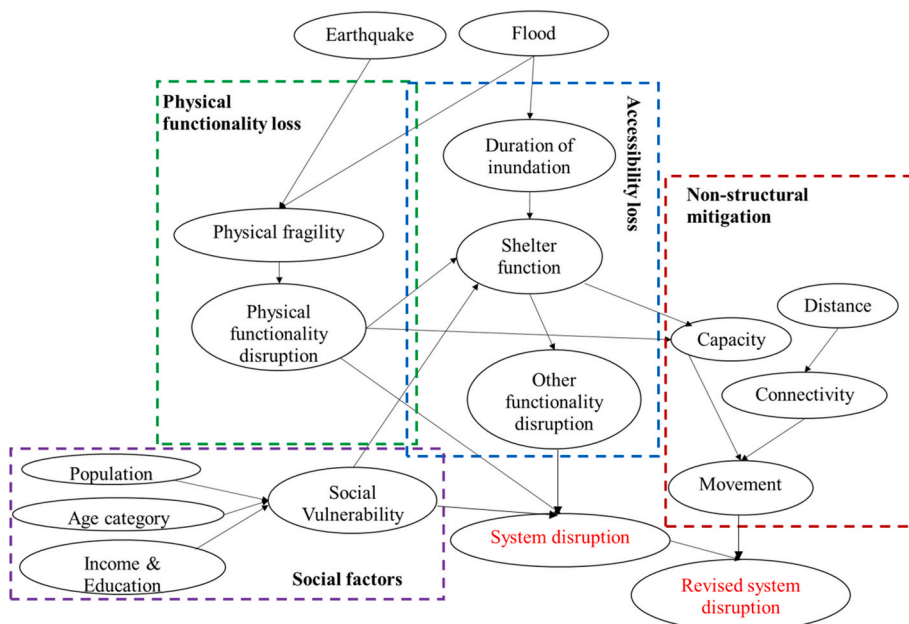 Earthquake
Flood
Physical
functionality loss
Accessibility loss
Duration of
inundation
Non-structural
mitigation
Physical fragility
Shelter
function
Distance
Physical
functionality
disruption
Capacity
Other
functionality
disruption
Connectivity
Population
Age category
Income &
Education
Social
Vulnerability
Social factors
Movement
System disruption
Revised system
disruption